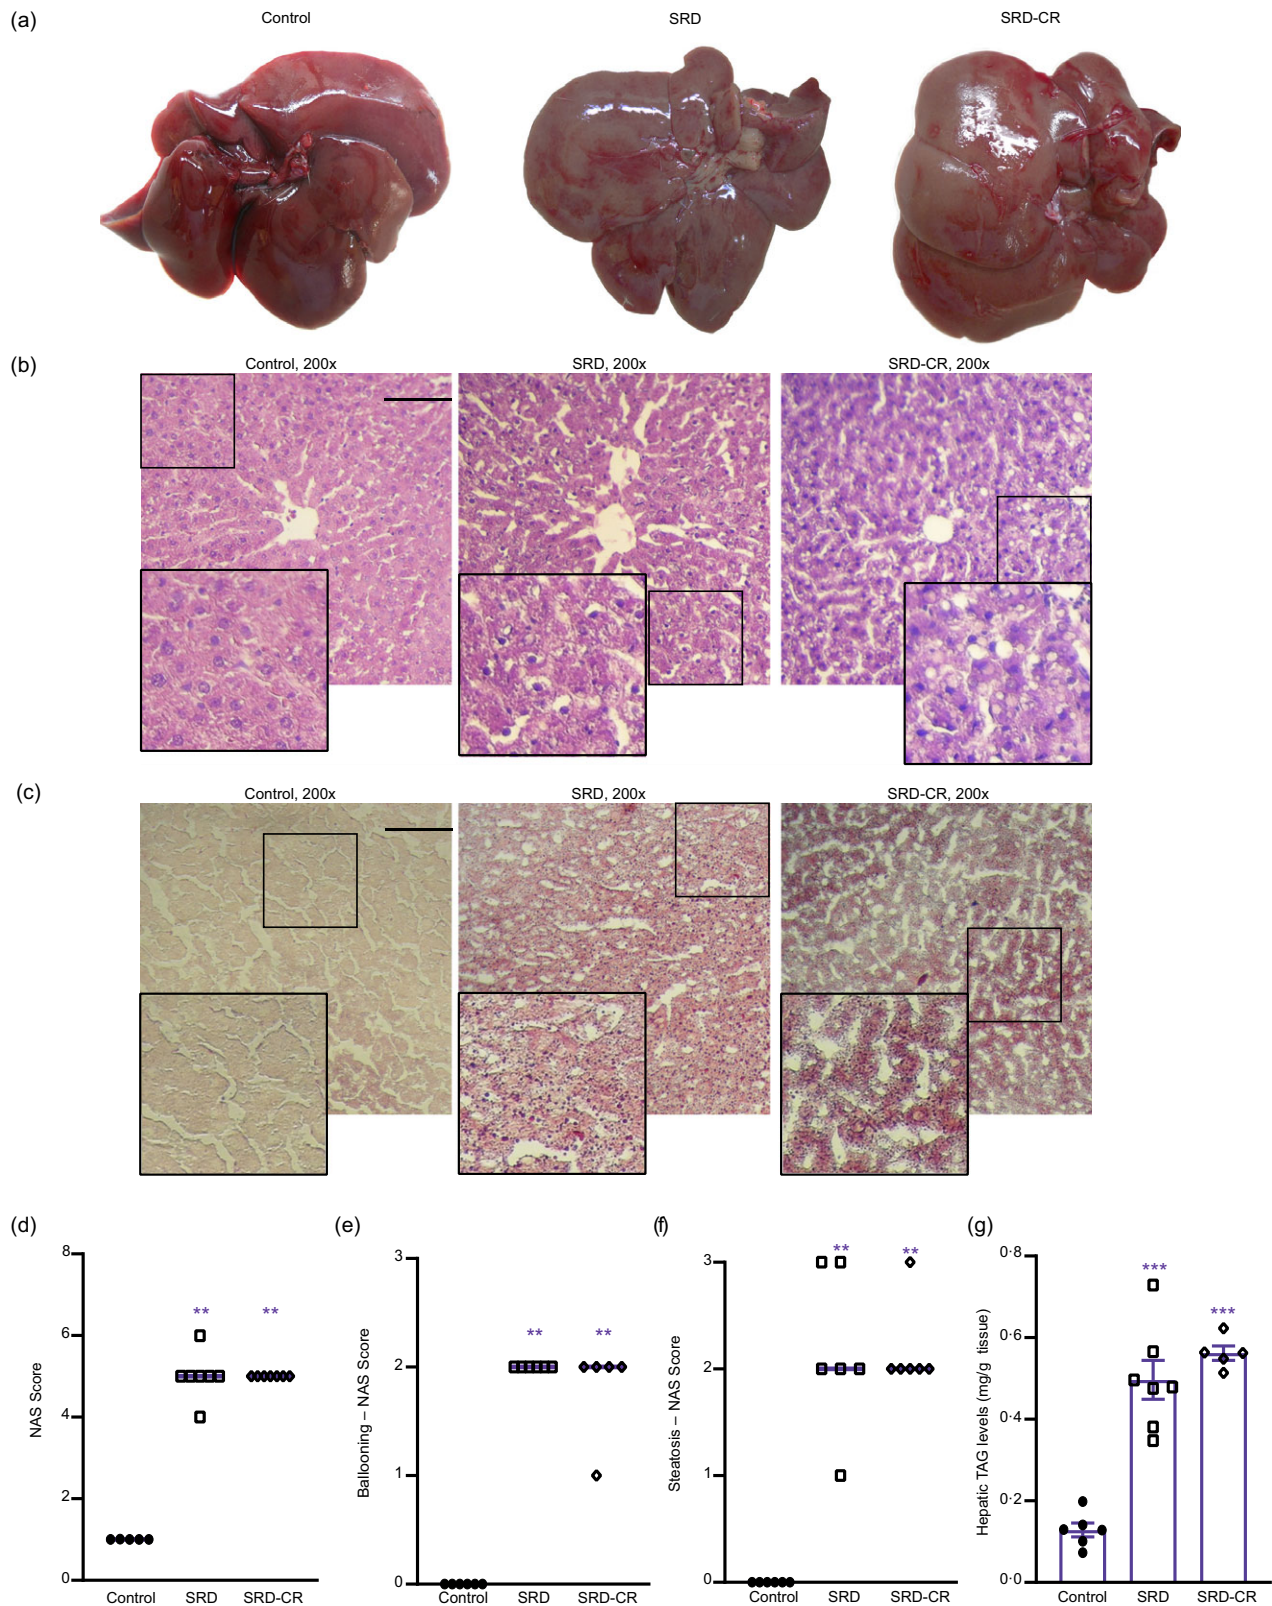 (a)
Control
SRD
SRD-CR
(b)
Control, 200x
SRD, 200x
SRD-CR, 200x
(c)
Control, 200x
SRD, 200x
SRD-CR, 200x
(d)
NAS Score
8
6
4
2
0
**
**
Control
SRD
SRD-CR
(e)
Ballooning – NAS Score
3
2
1
0
**
**
Control
SRD
SRD-CR
(f)
Steatosis – NAS Score
3
2
1
0
**
**
Control
SRD
SRD-CR
(g)
Hepatic TAG levels (mg/g tissue)
0·8
0·6
0·4
0·2
0·0
***
***
Control
SRD
SRD-CR